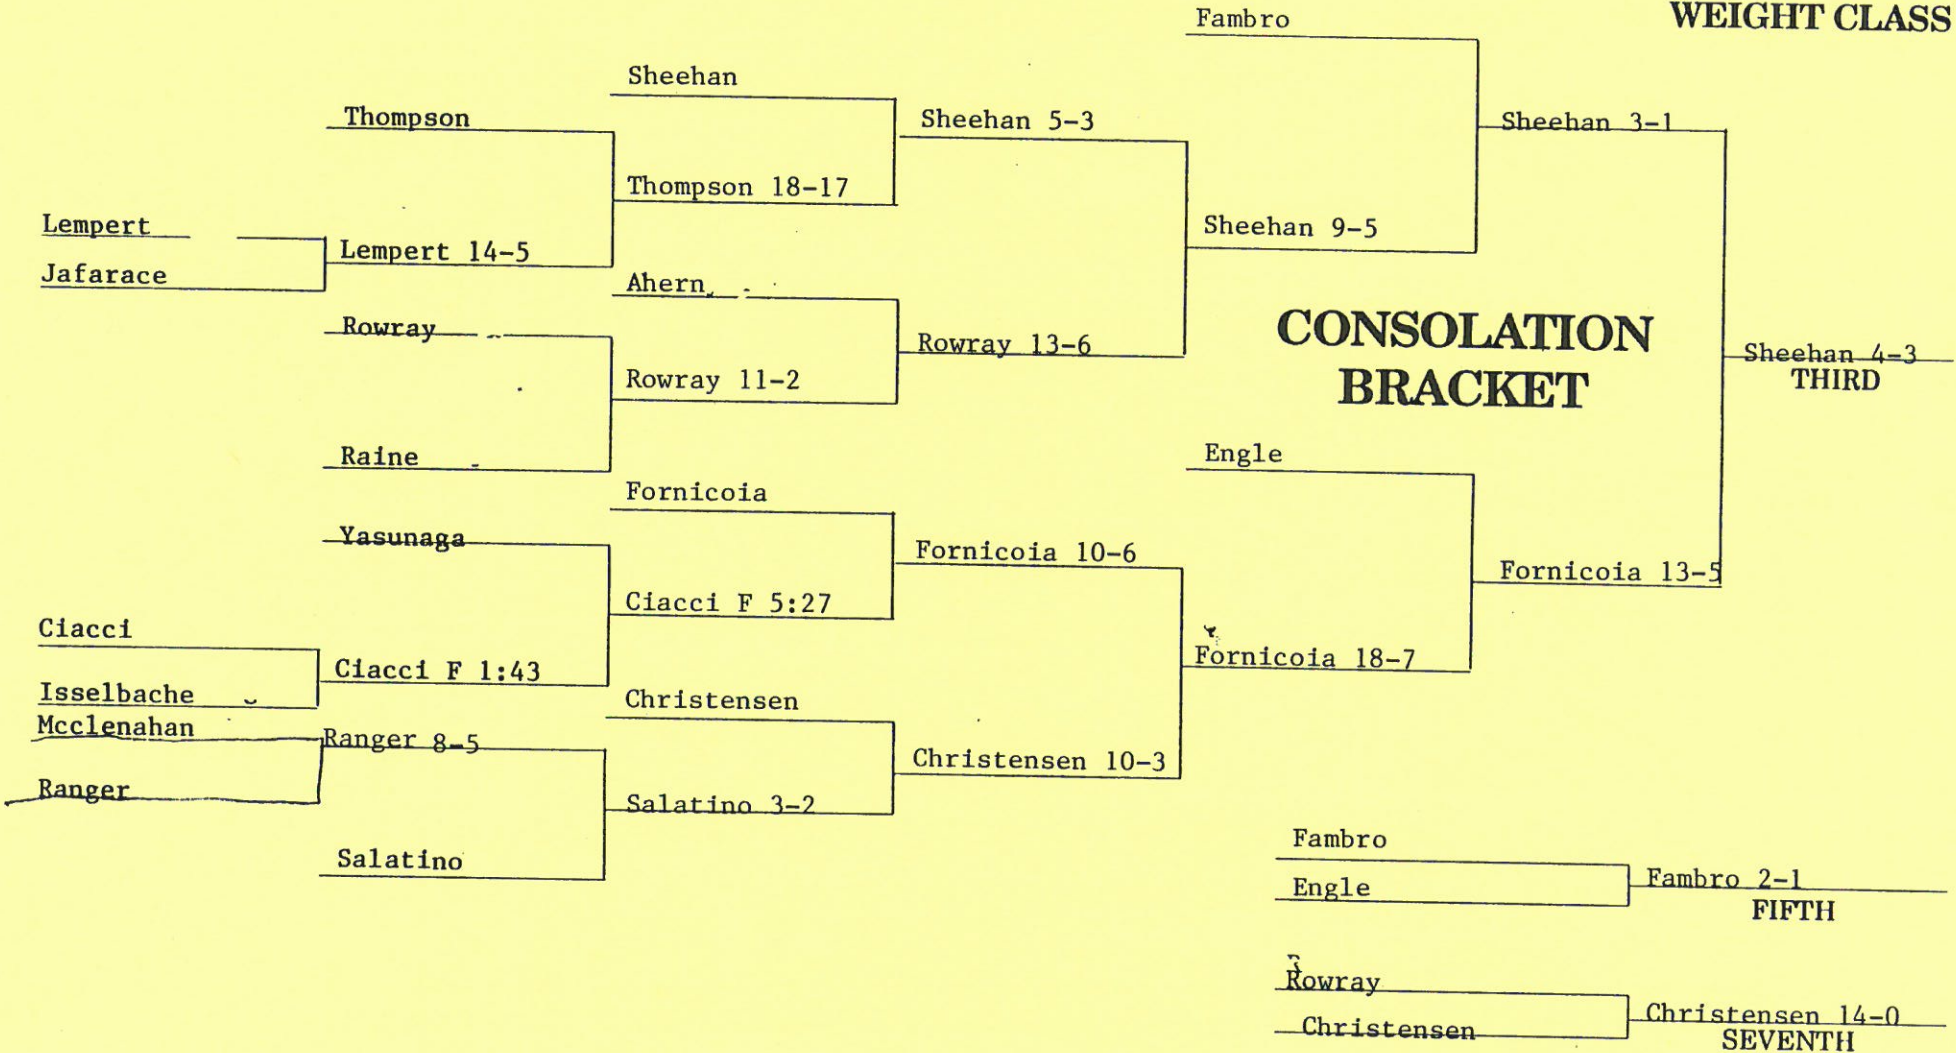 WEIGHT CLASS
Fambro
Sheehan
Thompson
Sheehan 5-3
Sheehan 3-1
Thompson 18-17
Lempert
Lempert 14-5
Sheehan 9-5
Jafarace
Ahern
Rowray
Rowray 13-6
CONSOLATION
BRACKET
Sheehan 4-3
THIRD
Rowray 11-2
Raine
Engle
Fornicoia
Yasunaga
Fornicoia 10-6
Fornicoia 13-5
Ciacci F 5:27
Ciacci
Ciacci F 1:43
Fornicoia 18-7
Isselbache
Christensen
Mcclenahan
Ranger 8-5
Christensen 10-3
Ranger
Salatino 3-2
Salatino
Fambro
Engle
Fambro 2-1
FIFTH
Rowray
Christensen
Christensen 14-0
SEVENTH